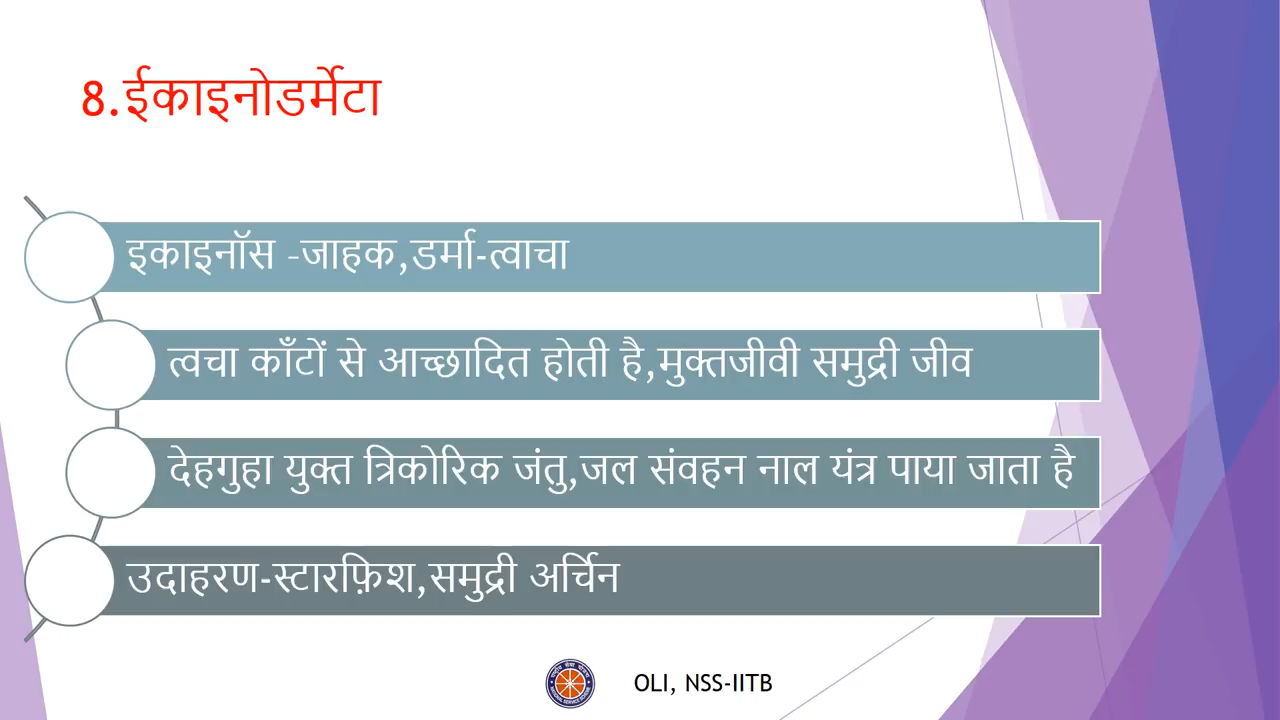 8.ईकाइनोडर्मेटा
इकाइनॉस -जाहक,डर्मा-त्वाचा
त्वचा काँटों से आच्छादित होती है,मुक्तजीवी समुद्री जीव
देहगुहा युक्त त्रिकोरिक जंतु,जल संवहन नाल यंत्र पाया जाता है
उदाहरण-स्टारफ़िश,समुद्री अर्चिन
OLI, NSS-IITB